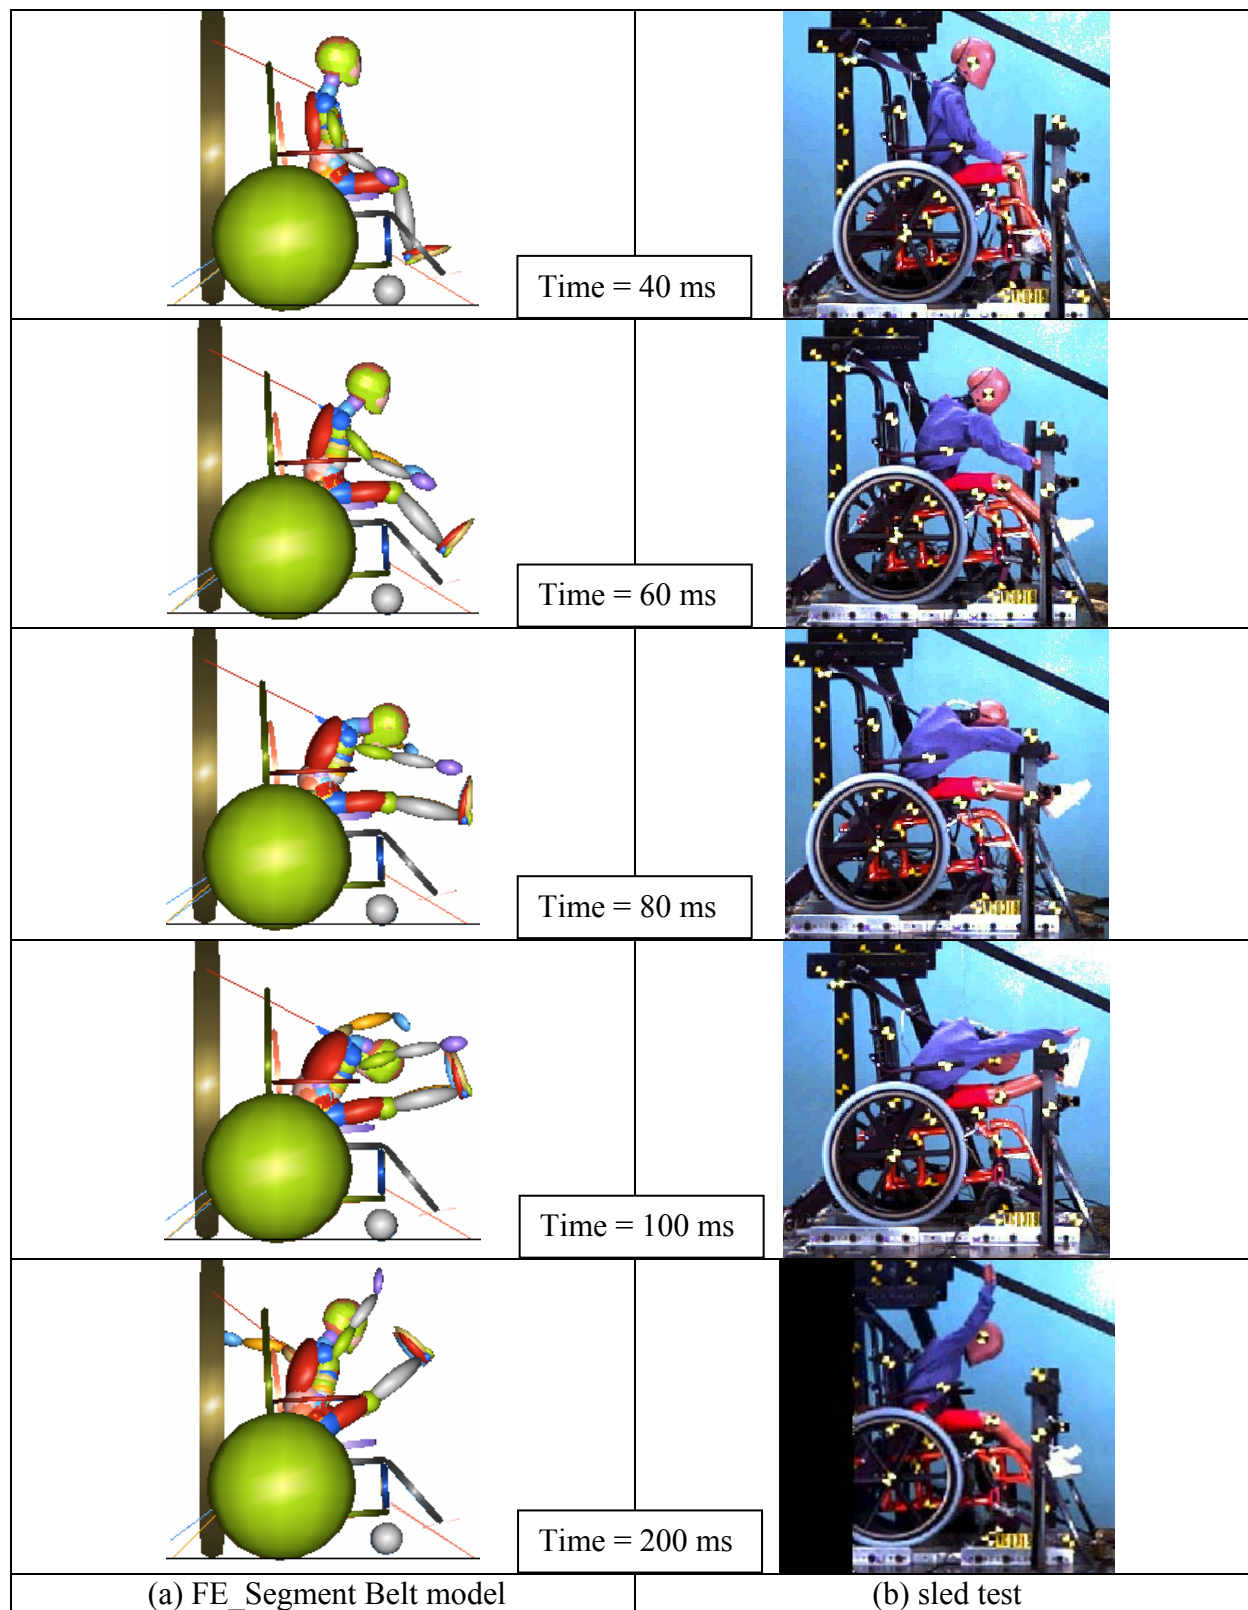 Time = 40 ms
Time = 60 ms
Time = 80 ms
Time = 100 ms
Time = 200 ms
(a) FE_Segment Belt model
(b) sled test